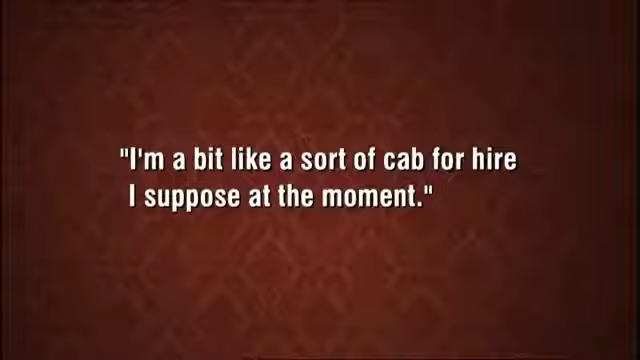 "I'm a bit like a sort of cab for hire
I suppose at the moment."